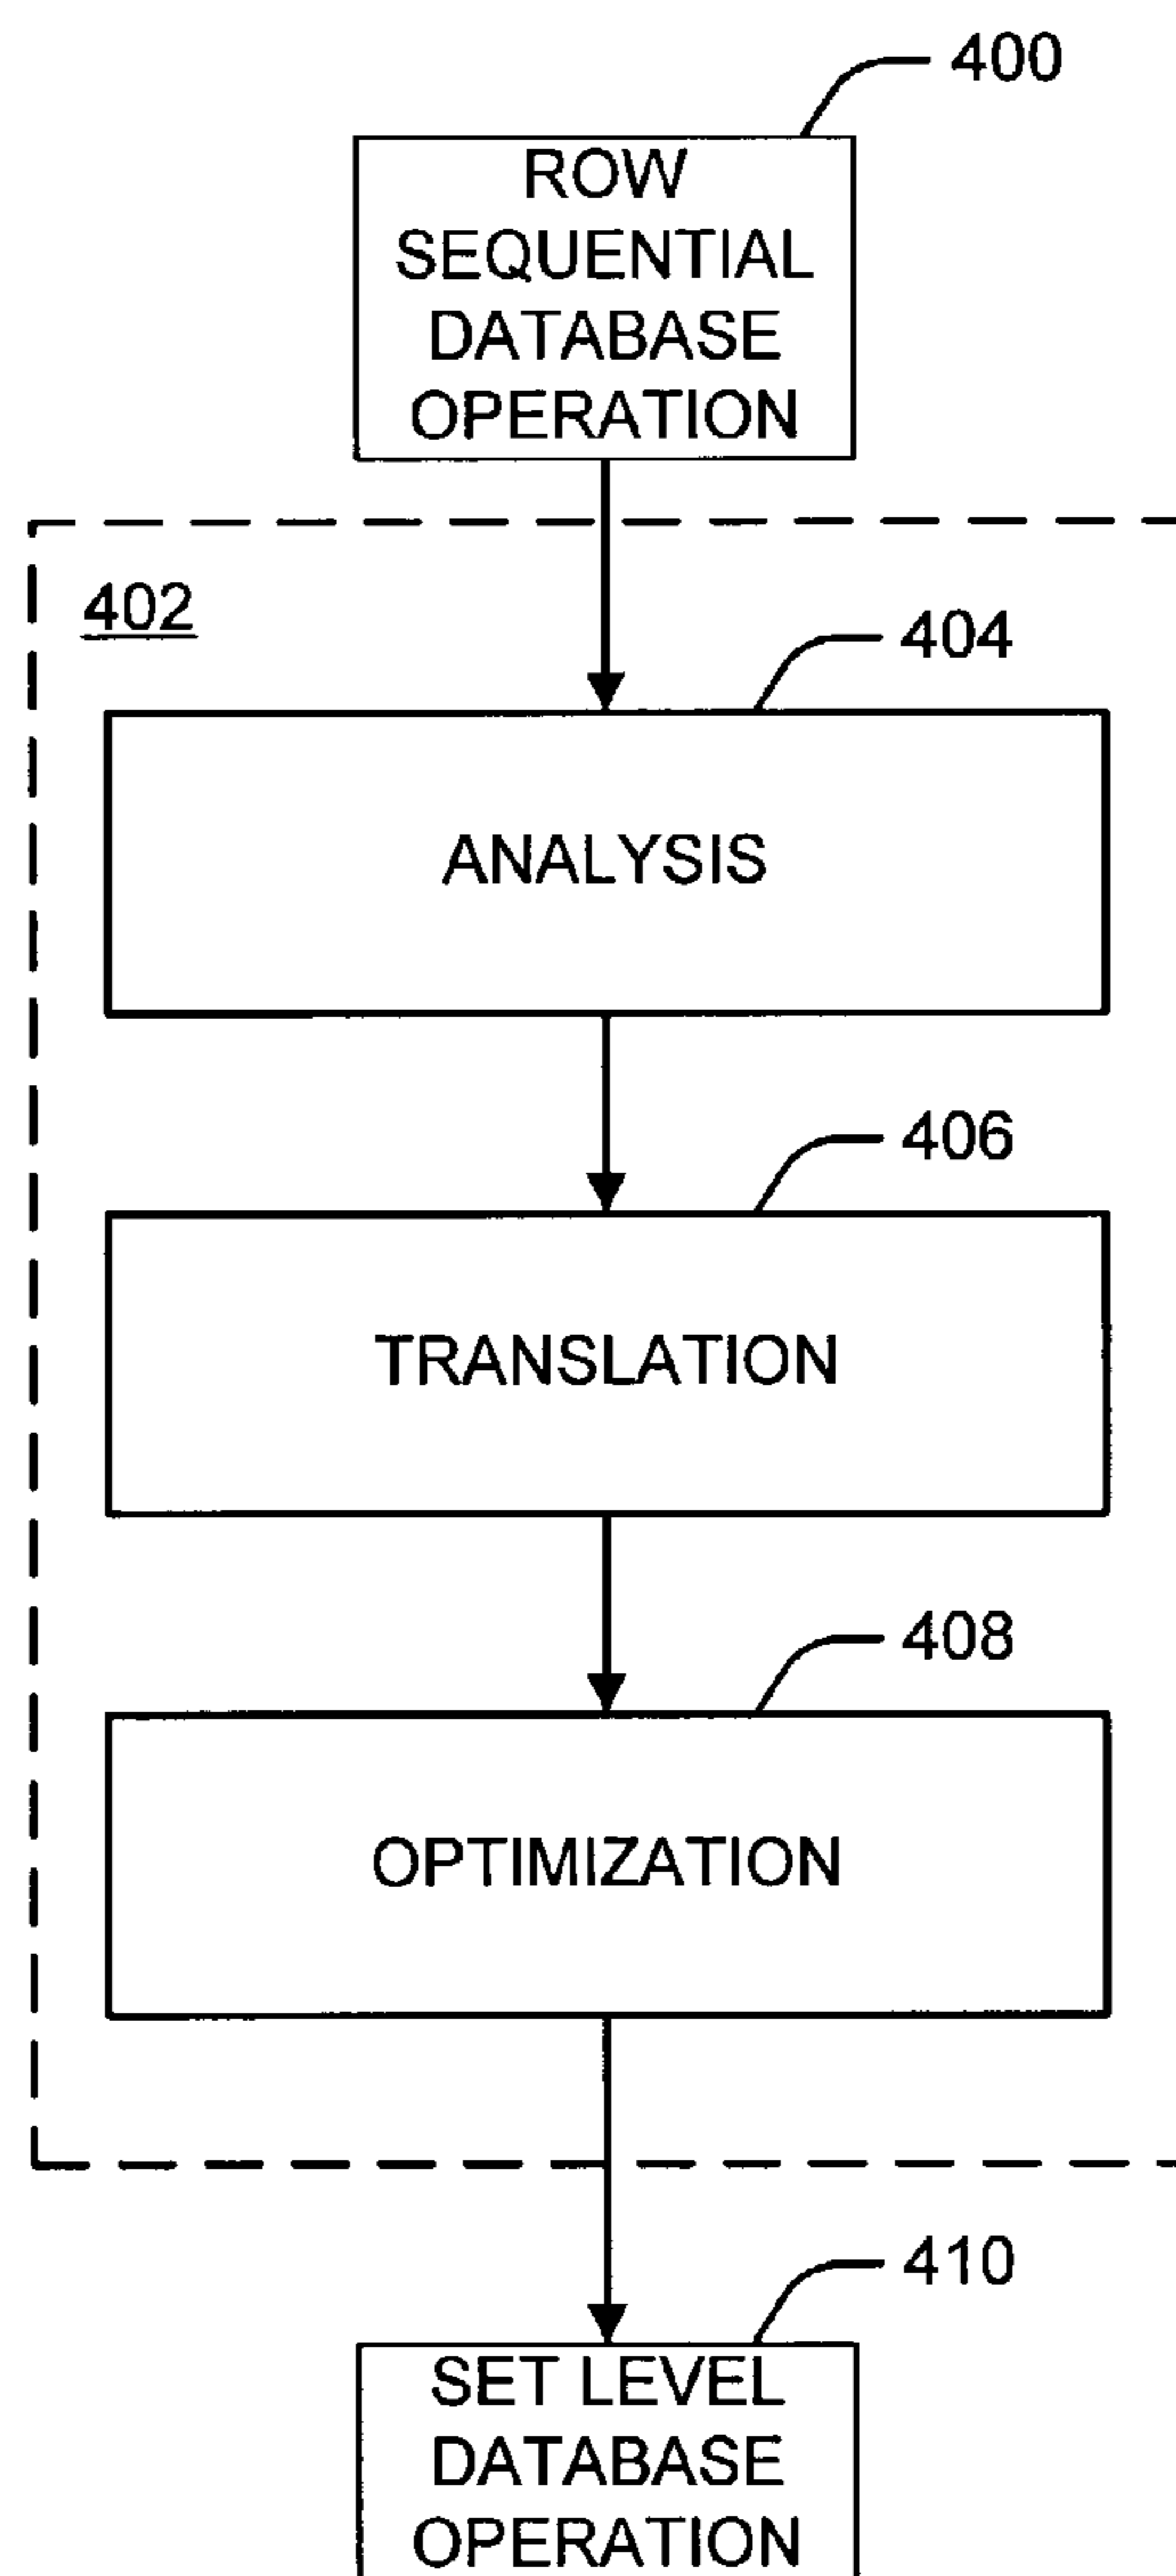 400
ROW
SEQUENTIAL
DATABASE
OPERATION
402
404
ANALYSIS
406
TRANSLATION
408
OPTIMIZATION
410
SET LEVEL
DATABASE
OPERATION